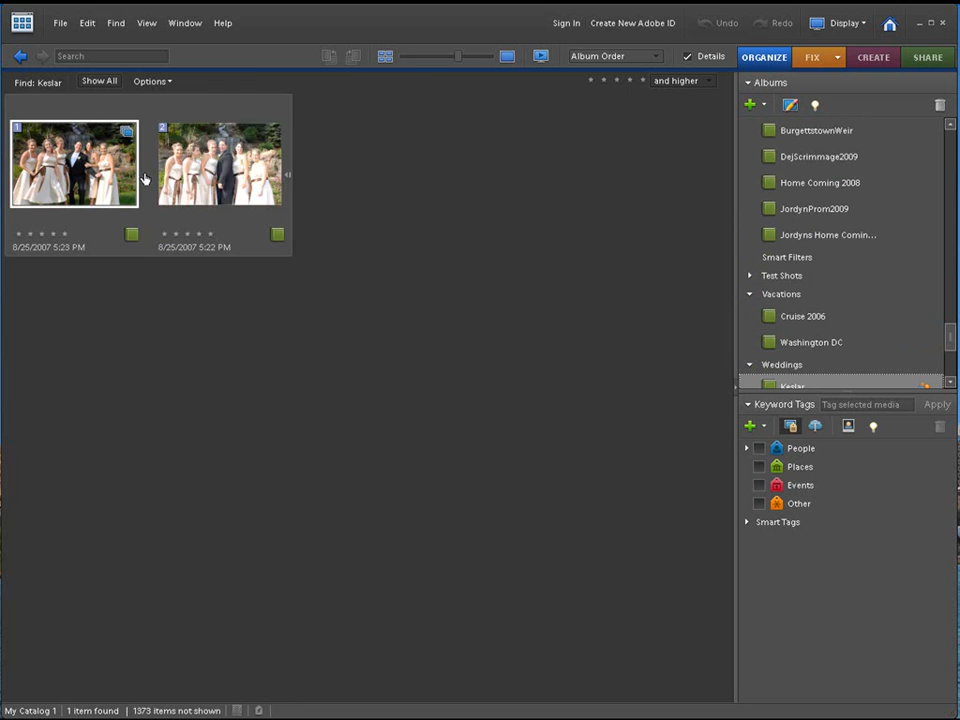 File Edit Find View Window Help Sign In Create New Adobe ID Undo Redo Display
Search Album Order Details ORGANIZE FIX CREATE SHARE
Find: Keslar Show All Options and higher
Albums
BurgettstownWeir
DejScrimmage2009
Home Coming 2008
JordynProm2009
Jordyns Home Comin...
Smart Filters
Test Shots
Vacations
Cruise 2006
Washington DC
Weddings
Keslar
1 2
8/25/2007 5:23 PM 8/25/2007 5:22 PM
Keyword Tags Tag selected media Apply
People
Places
Events
Other
Smart Tags
My Catalog 1 1 item found 1373 items not shown